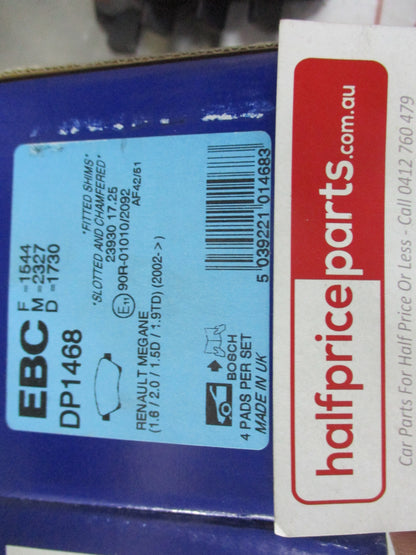 EBC
F -1544
M -2327
D -1730
DP1468
*FITTED SHIMS*
*SLOTTED AND CHAMFERED*
23930 17.25
E11 90R-01010/2092
AF42/51
RENAULT MEGANE
(1.6 / 2.0 / 1.5D / 1.9TD) (2002->)
BOSCH
4 PADS PER SET
MADE IN UK
5 039221 014683
halfpriceparts.com.au
Car Parts For Half Price Or Less - Call 0412 760 479